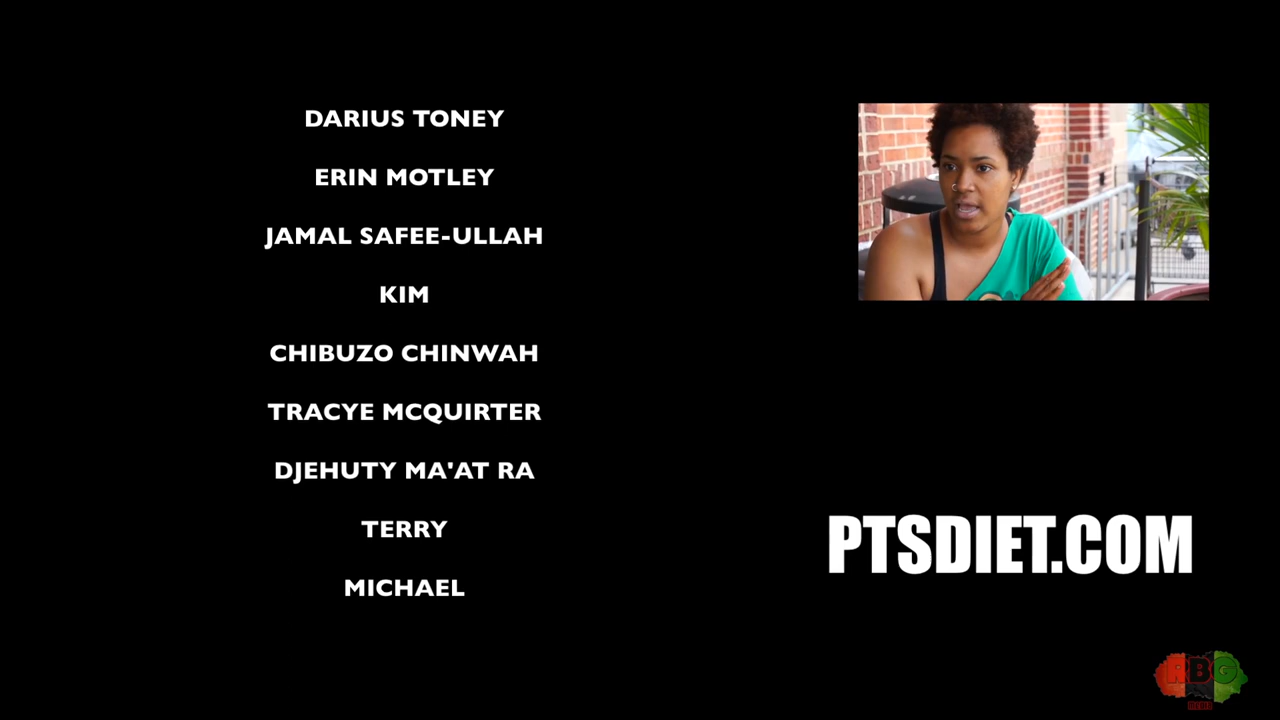 DARIUS TONEY
ERIN MOTLEY
JAMAL SAFEE-ULLAH
KIM
CHIBUZO CHINWAH
TRACYE MCQUIRTER
DJEHUTY MA'AT RA
TERRY
MICHAEL
PTSDIET.COM
RBG
MEDIA